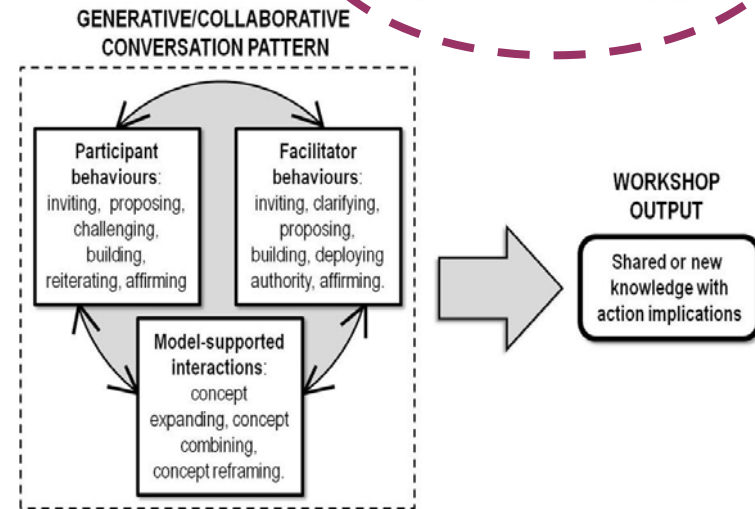 GENERATIVE/COLLABORATIVE
CONVERSATION PATTERN
Participant
behaviours:
inviting, proposing,
challenging,
building,
reiterating, affirming
Facilitator
behaviours:
inviting, clarifying,
proposing,
building, deploying
authority, affirming.
Model-supported
interactions:
concept
expanding, concept
combining,
concept reframing.
WORKSHOP
OUTPUT
Shared or new
knowledge with
action implications